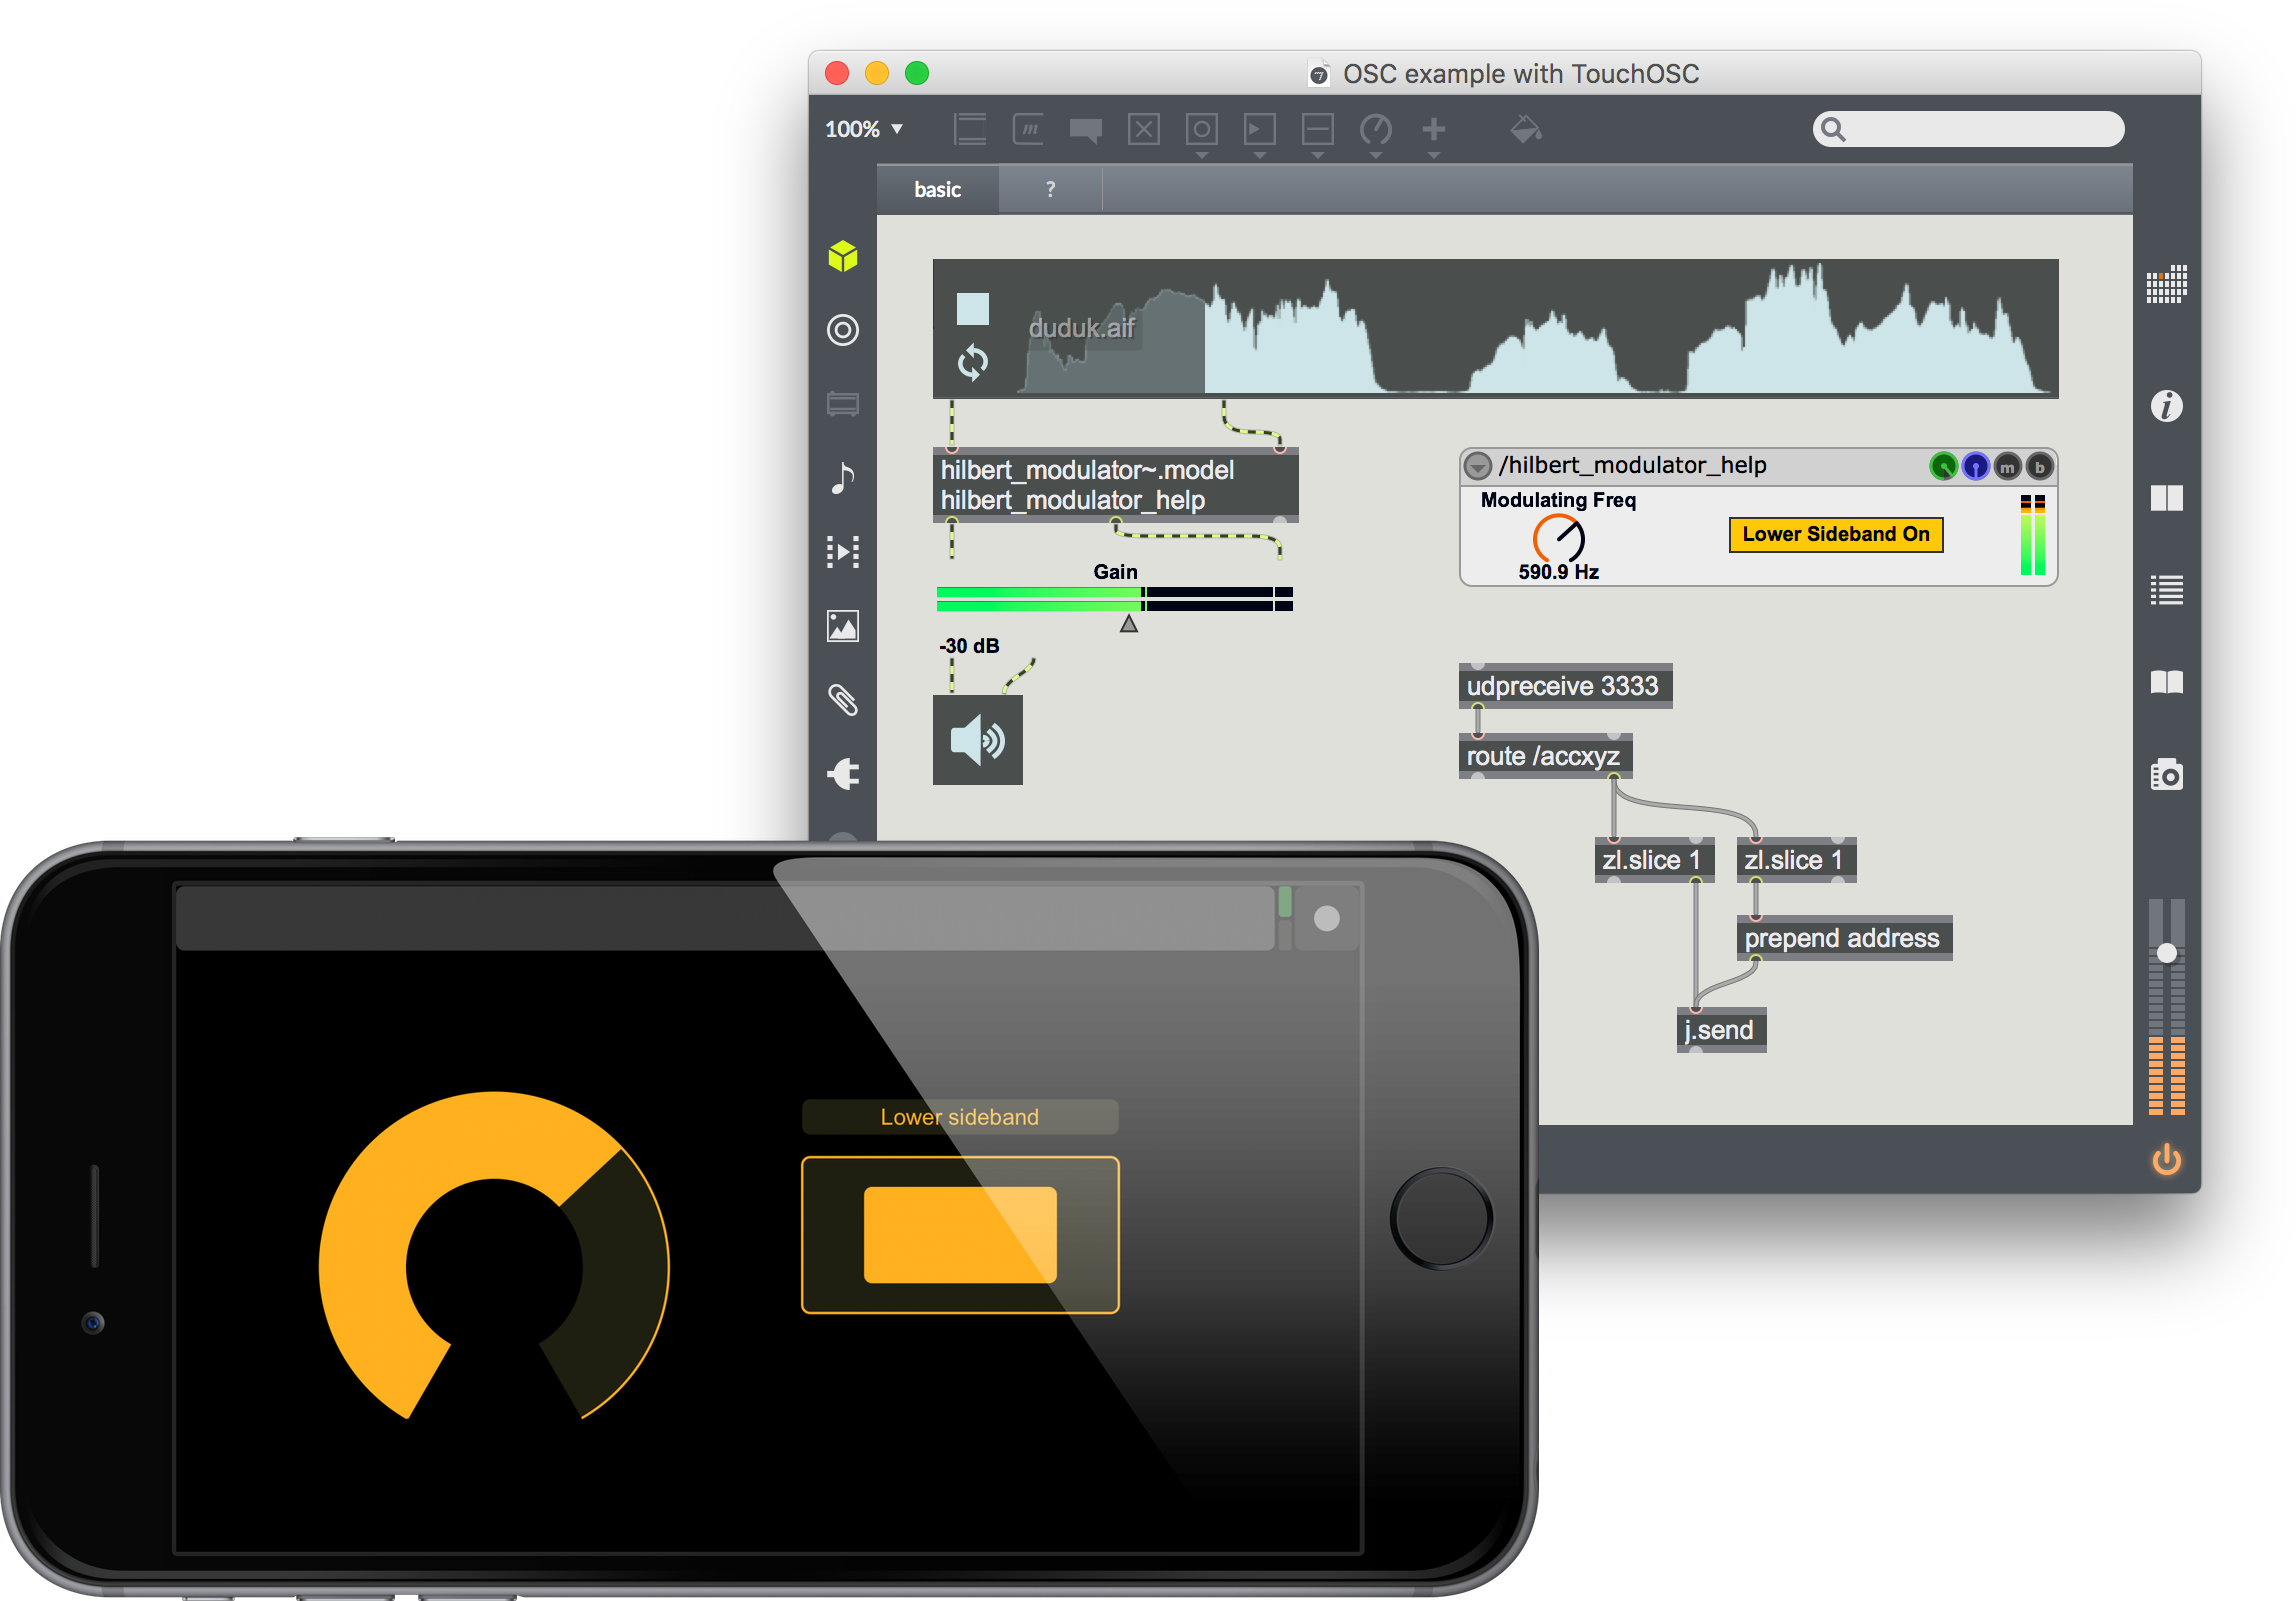 OSC example with TouchOSC
100%
basic
?
duduk.aif
hilbert_modulator~.model
hilbert_modulator_help
/hilbert_modulator_help
m
b
Modulating Freq
Lower Sideband On
590.9 Hz
Gain
-30 dB
udpreceive 3333
route /accxyz
zl.slice 1
zl.slice 1
prepend address
j.send
Lower sideband